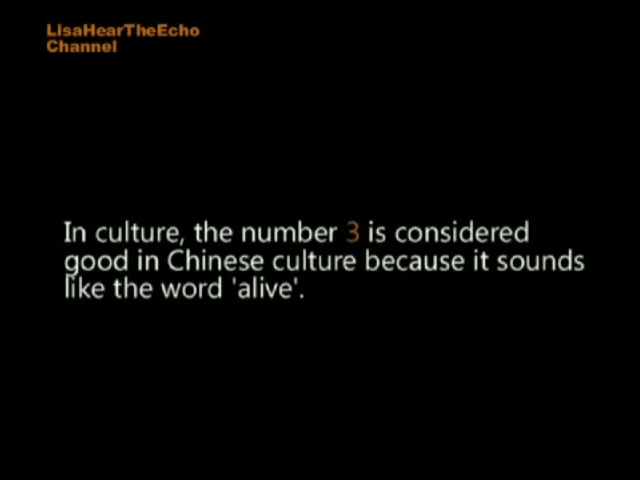 LisaHearTheEcho
Channel
In culture, the number 3 is considered
good in Chinese culture because it sounds
like the word 'alive'.